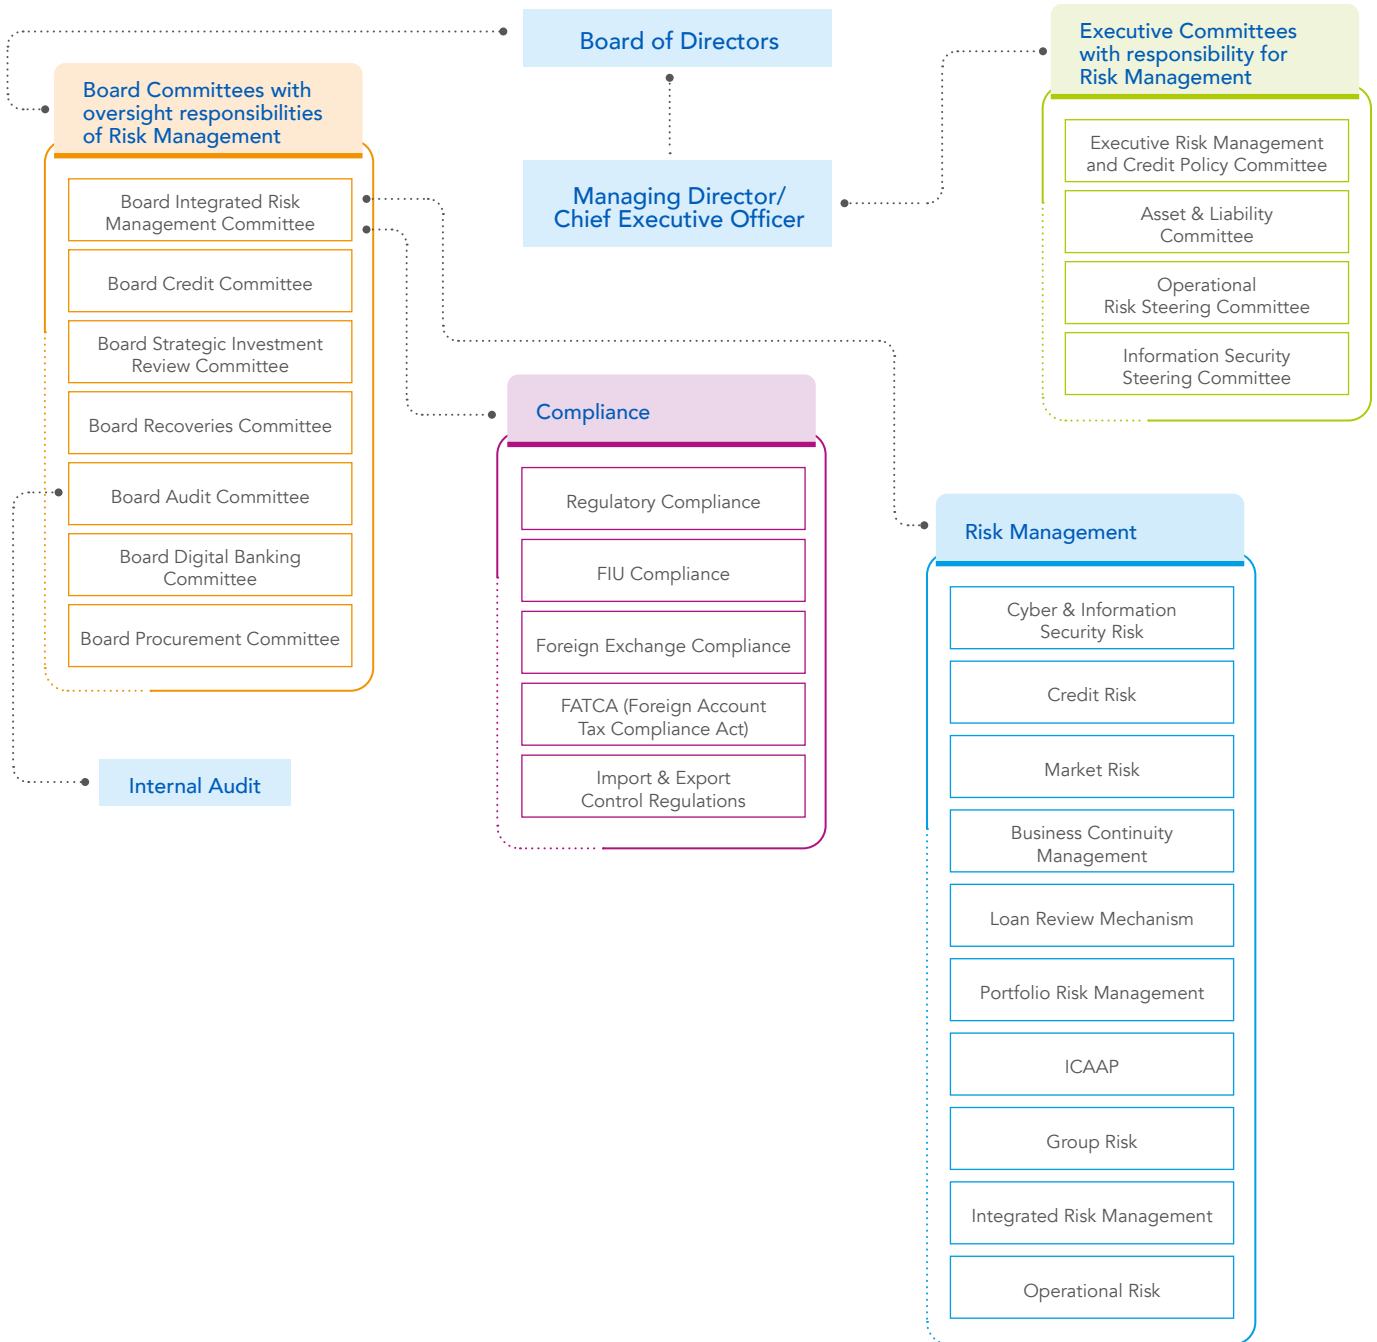 Board of Directors
Managing Director/
Chief Executive Officer
Board Committees with
oversight responsibilities
of Risk Management
Board Integrated Risk
Management Committee
Board Credit Committee
Board Strategic Investment
Review Committee
Board Recoveries Committee
Board Audit Committee
Board Digital Banking
Committee
Board Procurement Committee
Internal Audit
Compliance
Regulatory Compliance
FIU Compliance
Foreign Exchange Compliance
FATCA (Foreign Account
Tax Compliance Act)
Import & Export
Control Regulations
Executive Committees
with responsibility for
Risk Management
Executive Risk Management
and Credit Policy Committee
Asset & Liability
Committee
Operational
Risk Steering Committee
Information Security
Steering Committee
Risk Management
Cyber & Information
Security Risk
Credit Risk
Market Risk
Business Continuity
Management
Loan Review Mechanism
Portfolio Risk Management
ICAAP
Group Risk
Integrated Risk Management
Operational Risk